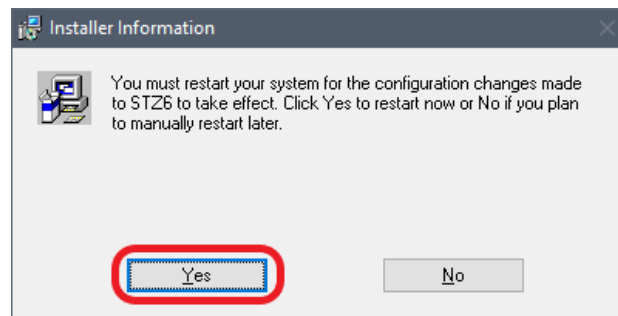 Installer Information
You must restart your system for the configuration changes made
to STZ6 to take effect. Click Yes to restart now or No if you plan
to manually restart later.
Yes
No